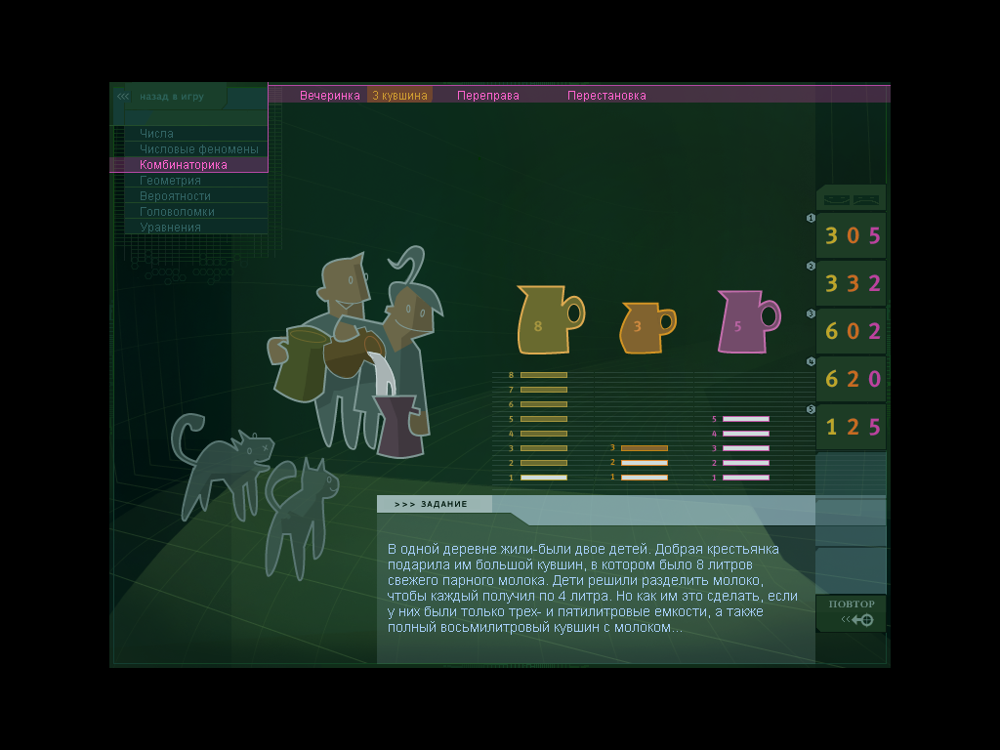 <<< назад в игру
Вечеринка 3 кувшина Переправа Перестановка
Числа
Числовые феномены
Комбинаторика
Геометрия
Вероятности
Головоломки
Уравнения
8 3 5
1 3 0 5
2 3 3 2
3 6 0 2
4 6 2 0
5 1 2 5
8
7
6
5 5
4 4
3 3 3
2 2 2
1 1 1
>>> ЗАДАНИЕ
В одной деревне жили-были двое детей. Добрая крестьянка
подарила им большой кувшин, в котором было 8 литров
свежего парного молока. Дети решили разделить молоко,
чтобы каждый получил по 4 литра. Но как им это сделать, если
у них были только трех- и пятилитровые емкости, а также
полный восьмилитровый кувшин с молоком...
ПОВТОР
<<